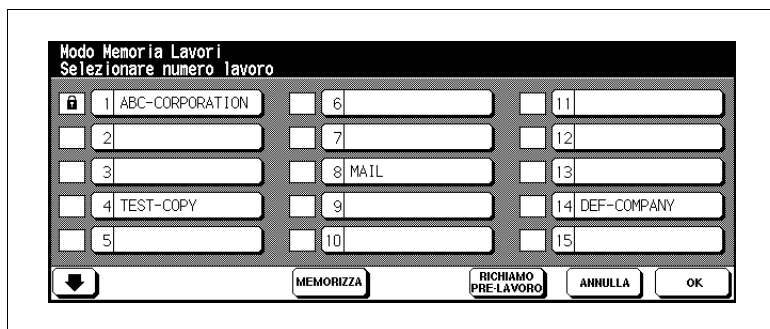 Modo Memoria Lavori
Selezionare numero lavoro
1 ABC-CORPORATION 6 11
2 7 12
3 8 MAIL 13
4 TEST-COPY 9 14 DEF-COMPANY
5 10 15
MEMORIZZA RICHIAMO PRE-LAVORO ANNULLA OK